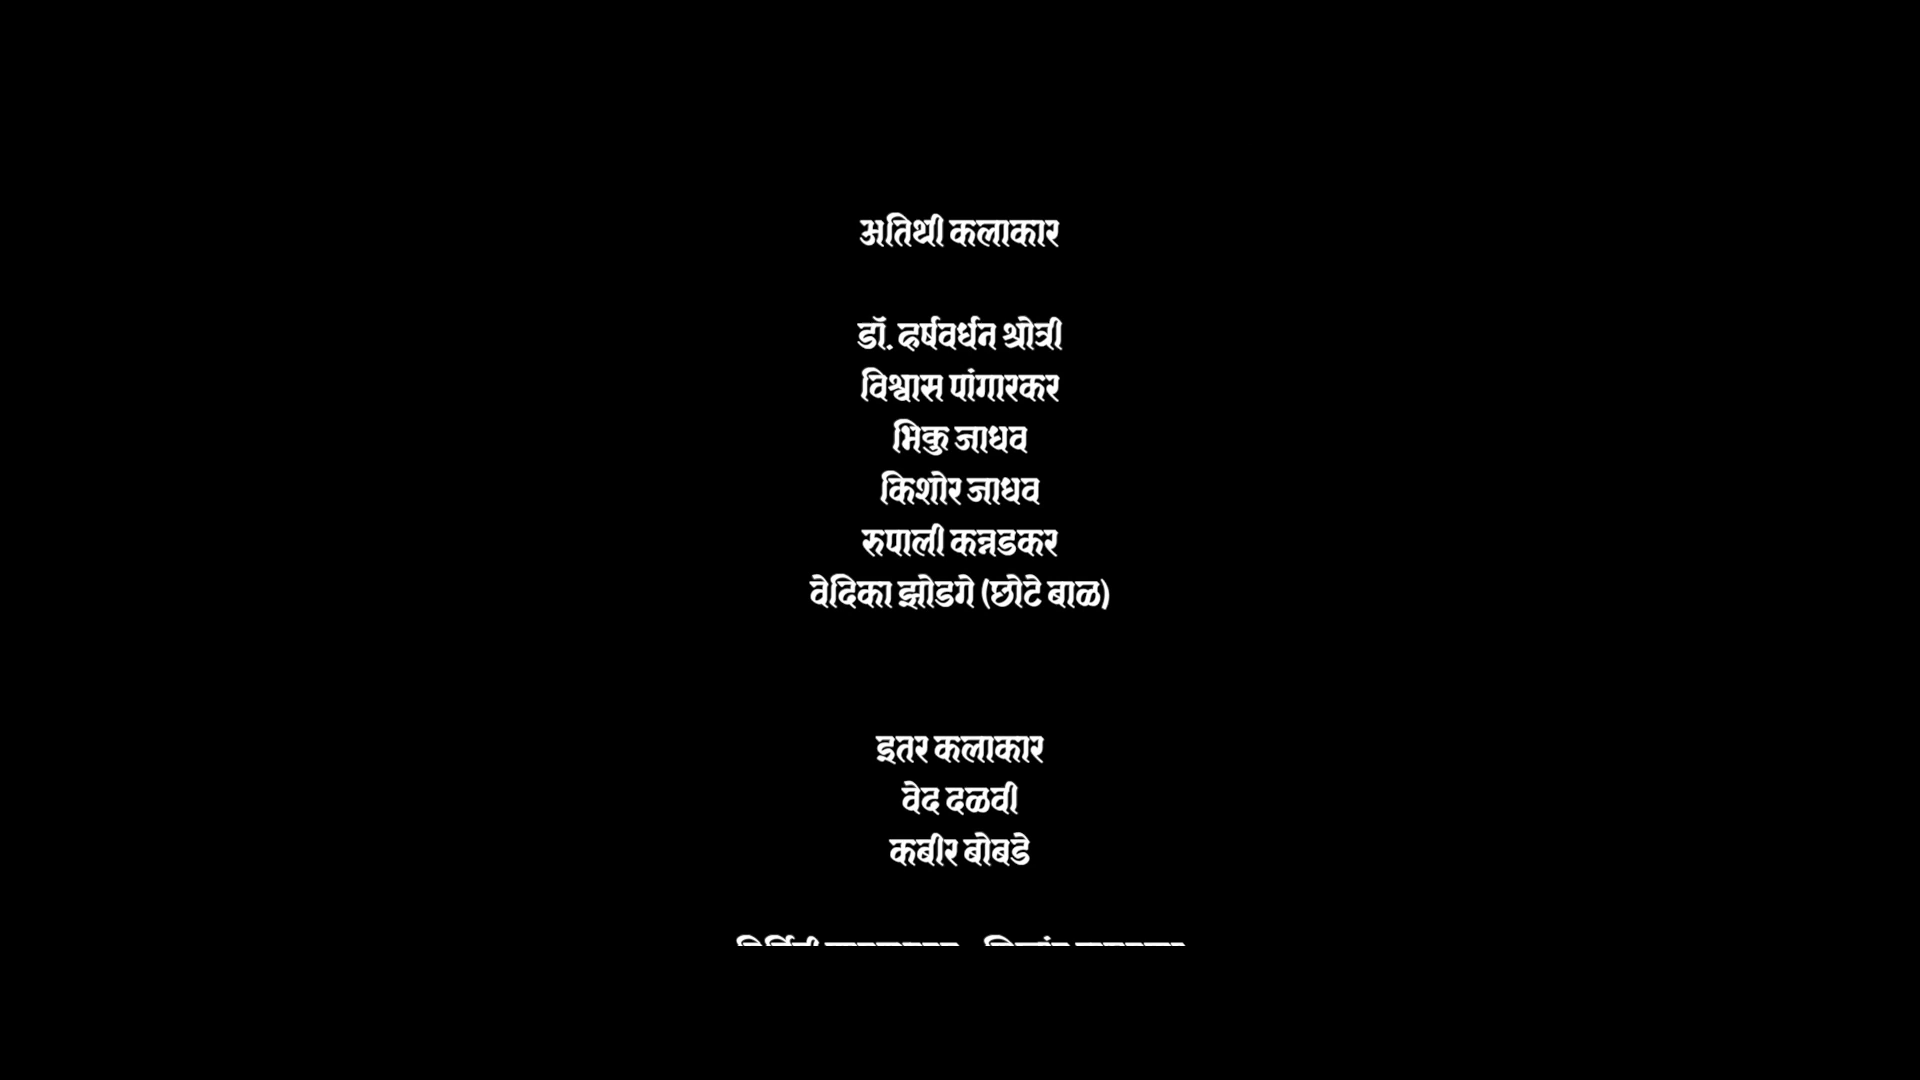 अतिथी कलाकार
डॉ. हर्षवर्धन श्रोत्री
विश्वास पांगारकर
भिकु जाधव
किशोर जाधव
रुपाली कन्नडकर
वेदिका झोडगे (छोटे बाळ)
इतर कलाकार
वेद दळवी
कबीर बोबडे